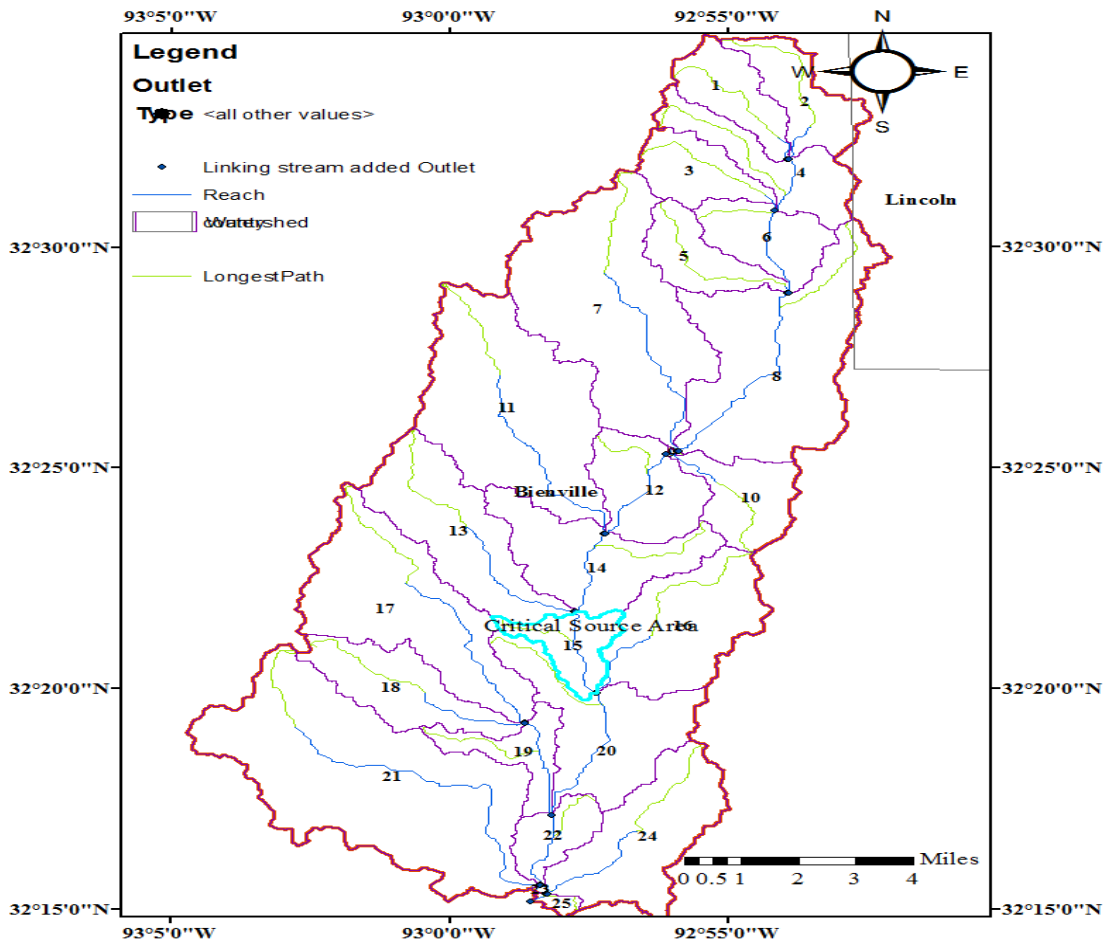 93°5'0"W 93°0'0"W 92°55'0"W
N
W E
S
Legend
Outlet
Type <all other values>
Linking stream added Outlet
Reach
Watershed
LongestPath
Lincoln
Bienville
Critical Source Area
1
2
3
4
5
6
7
8
10
11
12
13
14
15
16
17
18
19
20
21
22
24
25
32°30'0"N 32°30'0"N
32°25'0"N 32°25'0"N
32°20'0"N 32°20'0"N
32°15'0"N 32°15'0"N
Miles
0 0.5 1 2 3 4
93°5'0"W 93°0'0"W 92°55'0"W